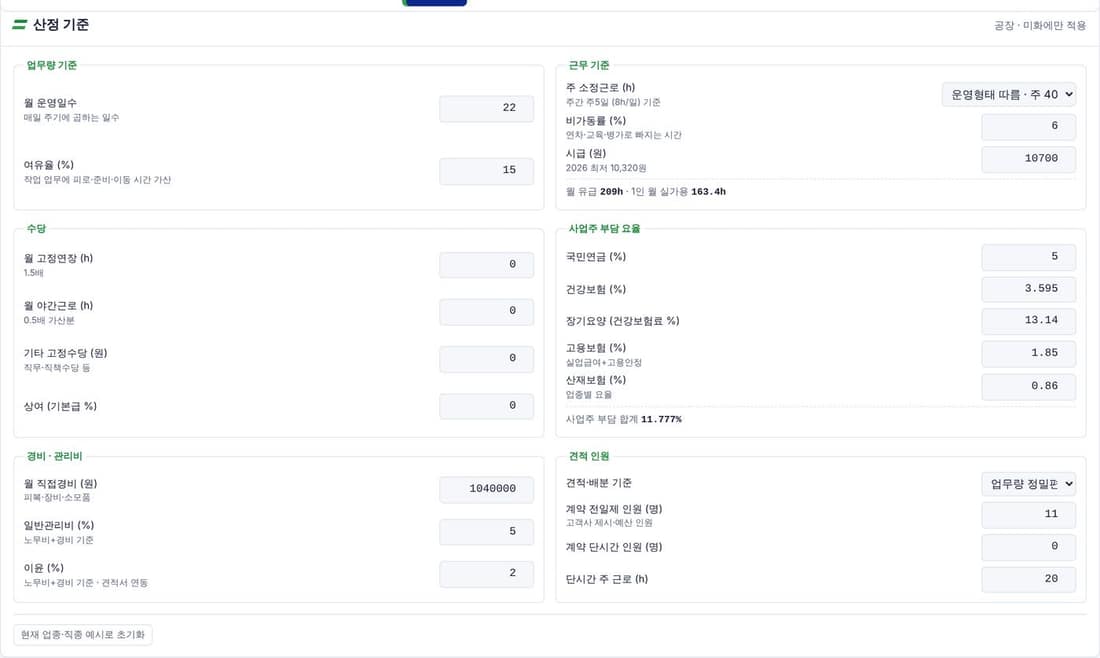 산정 기준
공장 · 미화에만 적용
업무량 기준
월 운영일수
매일 주기에 곱하는 일수
22
여유율 (%)
작업 업무에 피로·준비·이동 시간 가산
15
근무 기준
주 소정근로 (h)
주간 주5일 (8h/일) 기준
운영형태 따름 · 주 40
비가동률 (%)
연차·교육·병가로 빠지는 시간
6
시급 (원)
2026 최저 10,320원
10700
월 유급 209h · 1인 월 실가용 163.4h
수당
월 고정연장 (h)
1.5배
0
월 야간근로 (h)
0.5배 가산분
0
기타 고정수당 (원)
직무·직책수당 등
0
상여 (기본급 %)
0
사업주 부담 요율
국민연금 (%)
5
건강보험 (%)
3.595
장기요양 (건강보험료 %)
13.14
고용보험 (%)
실업급여+고용안정
1.85
산재보험 (%)
업종별 요율
0.86
사업주 부담 합계 11.777%
경비 · 관리비
월 직접경비 (원)
피복·장비·소모품
1040000
일반관리비 (%)
노무비+경비 기준
5
이윤 (%)
노무비+경비 기준 · 견적서 연동
2
견적 인원
견적·배분 기준
업무량 정밀편
계약 전일제 인원 (명)
고객사 제시·예산 인원
11
계약 단시간 인원 (명)
0
단시간 주 근로 (h)
20
현재 업종·직종 예시로 초기화